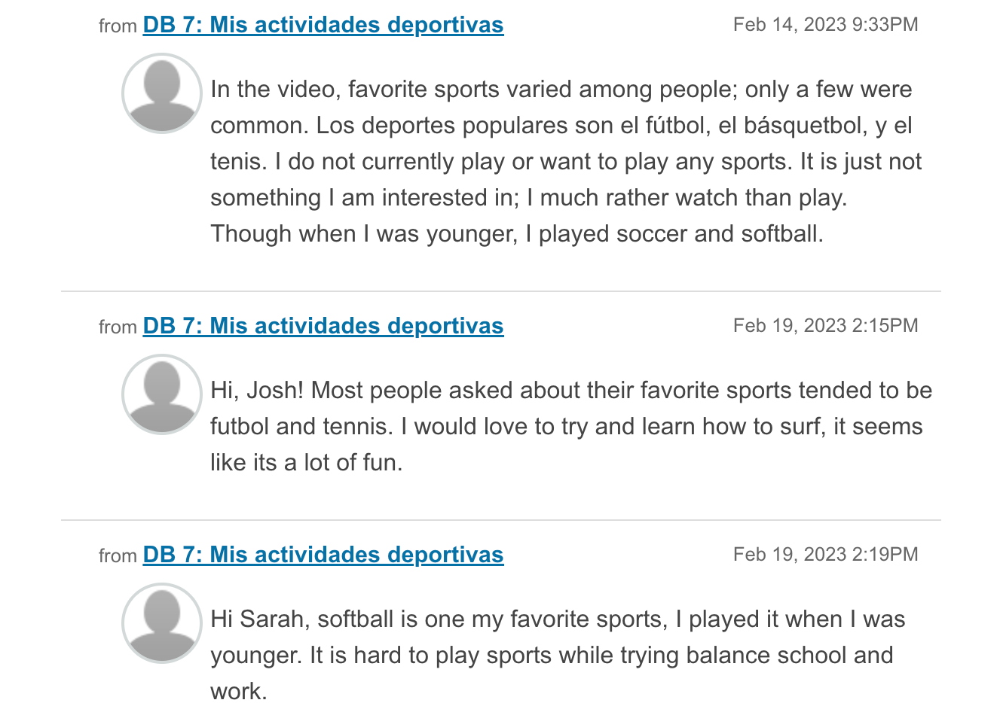 from DB 7: Mis actividades deportivas Feb 14, 2023 9:33PM
In the video, favorite sports varied among people; only a few were
common. Los deportes populares son el fútbol, el básquetbol, y el
tenis. I do not currently play or want to play any sports. It is just not
something I am interested in; I much rather watch than play.
Though when I was younger, I played soccer and softball.
from DB 7: Mis actividades deportivas Feb 19, 2023 2:15PM
Hi, Josh! Most people asked about their favorite sports tended to be
futbol and tennis. I would love to try and learn how to surf, it seems
like its a lot of fun.
from DB 7: Mis actividades deportivas Feb 19, 2023 2:19PM
Hi Sarah, softball is one my favorite sports, I played it when I was
younger. It is hard to play sports while trying balance school and
work.